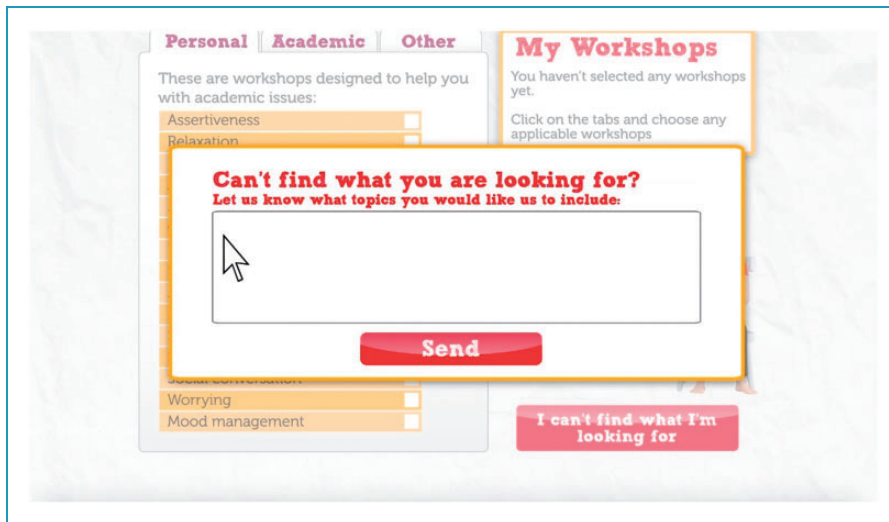 Personal Academic Other
These are workshops designed to help you
with academic issues:
Assertiveness
Relaxation
My Workshops
You haven't selected any workshops
yet.
Click on the tabs and choose any
applicable workshops
Can't find what you are looking for?
Let us know what topics you would like us to include:
Send
Social conversation
Worrying
Mood management
I can't find what I'm
looking for